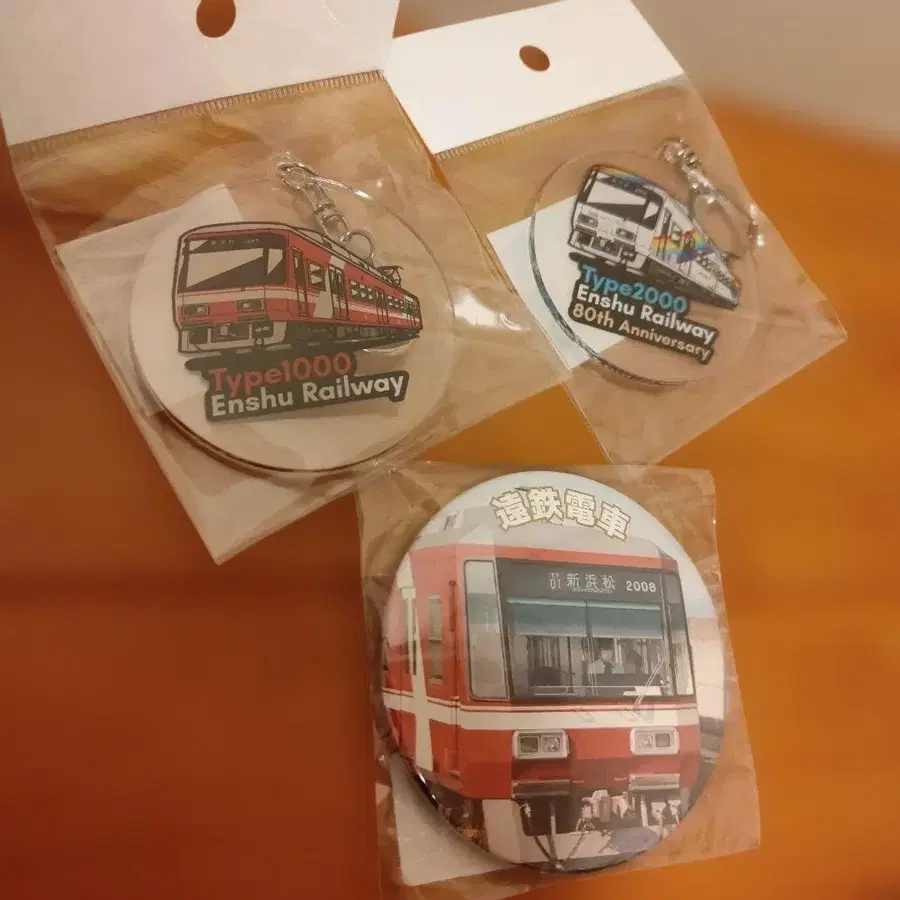 Type1000
Enshu Railway
Type2000
Enshu Railway
80th Anniversary
遠鉄電車
新浜松 2008